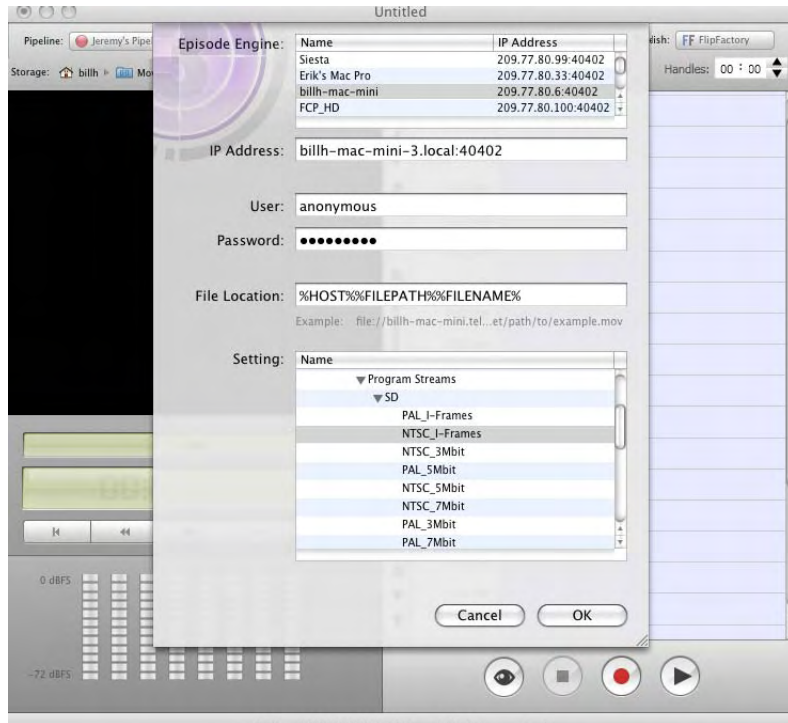 Untitled
Pipeline: Jeremy's Pipel
lish: FF FlipFactory
Storage: billh Mo
Handles: 00 : 00
Episode Engine:
Name IP Address
Siesta 209.77.80.99:40402
Erik's Mac Pro 209.77.80.33:40402
billh-mac-mini 209.77.80.6:40402
FCP_HD 209.77.80.100:40402
IP Address: billh-mac-mini-3.local:40402
User: anonymous
Password: ●●●●●●●●●
File Location: %HOST%%FILEPATH%%FILENAME%
Example: file://billh-mac-mini.tel...et/path/to/example.mov
Setting:
Name
Program Streams
SD
PAL_I-Frames
NTSC_I-Frames
NTSC_3Mbit
PAL_5Mbit
NTSC_5Mbit
NTSC_7Mbit
PAL_3Mbit
PAL_7Mbit
0 dBFS
-72 dBFS
Cancel OK